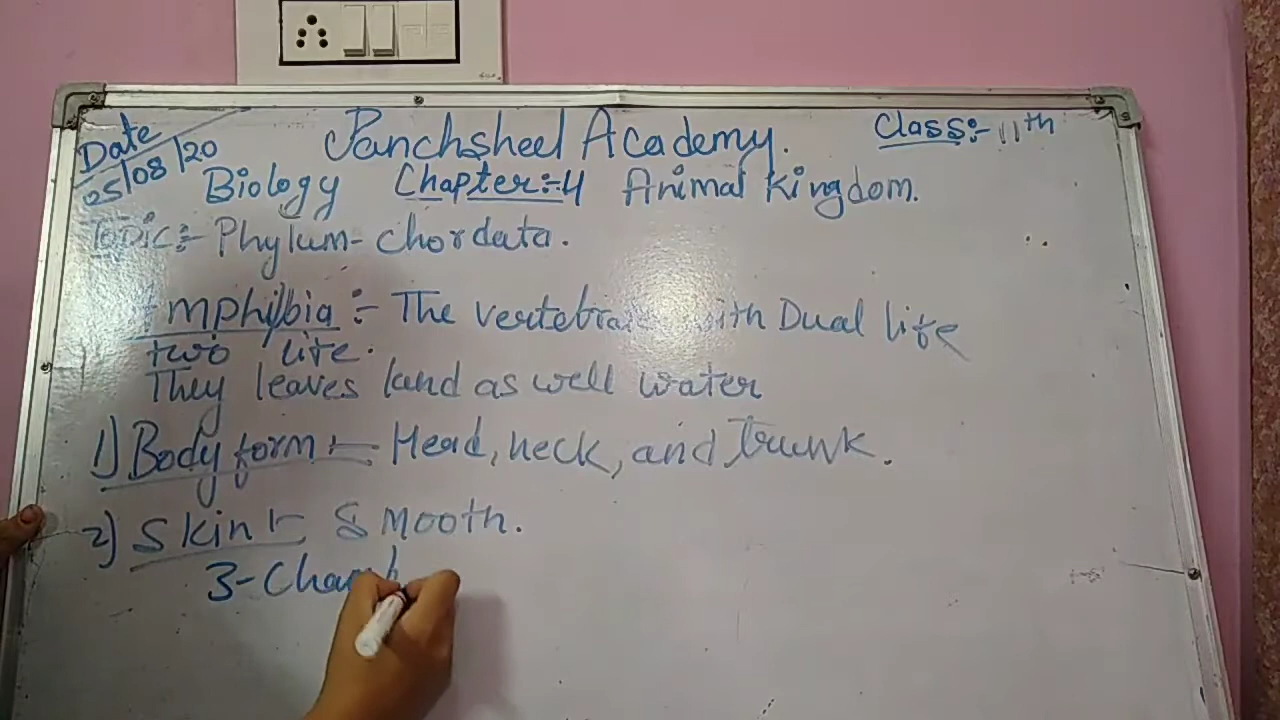 Date
05/08/20
Panchsheel Academy.
Class:- 11th
Biology Chapter:-4 Animal kingdom.
Topic:- Phylum- chordata.
Amphibia :- The vertebra with Dual life
two life.
They leaves land as well water
1) Body form :- Head, neck, and Trunk.
2) Skin :- Smooth.
3-Chamb